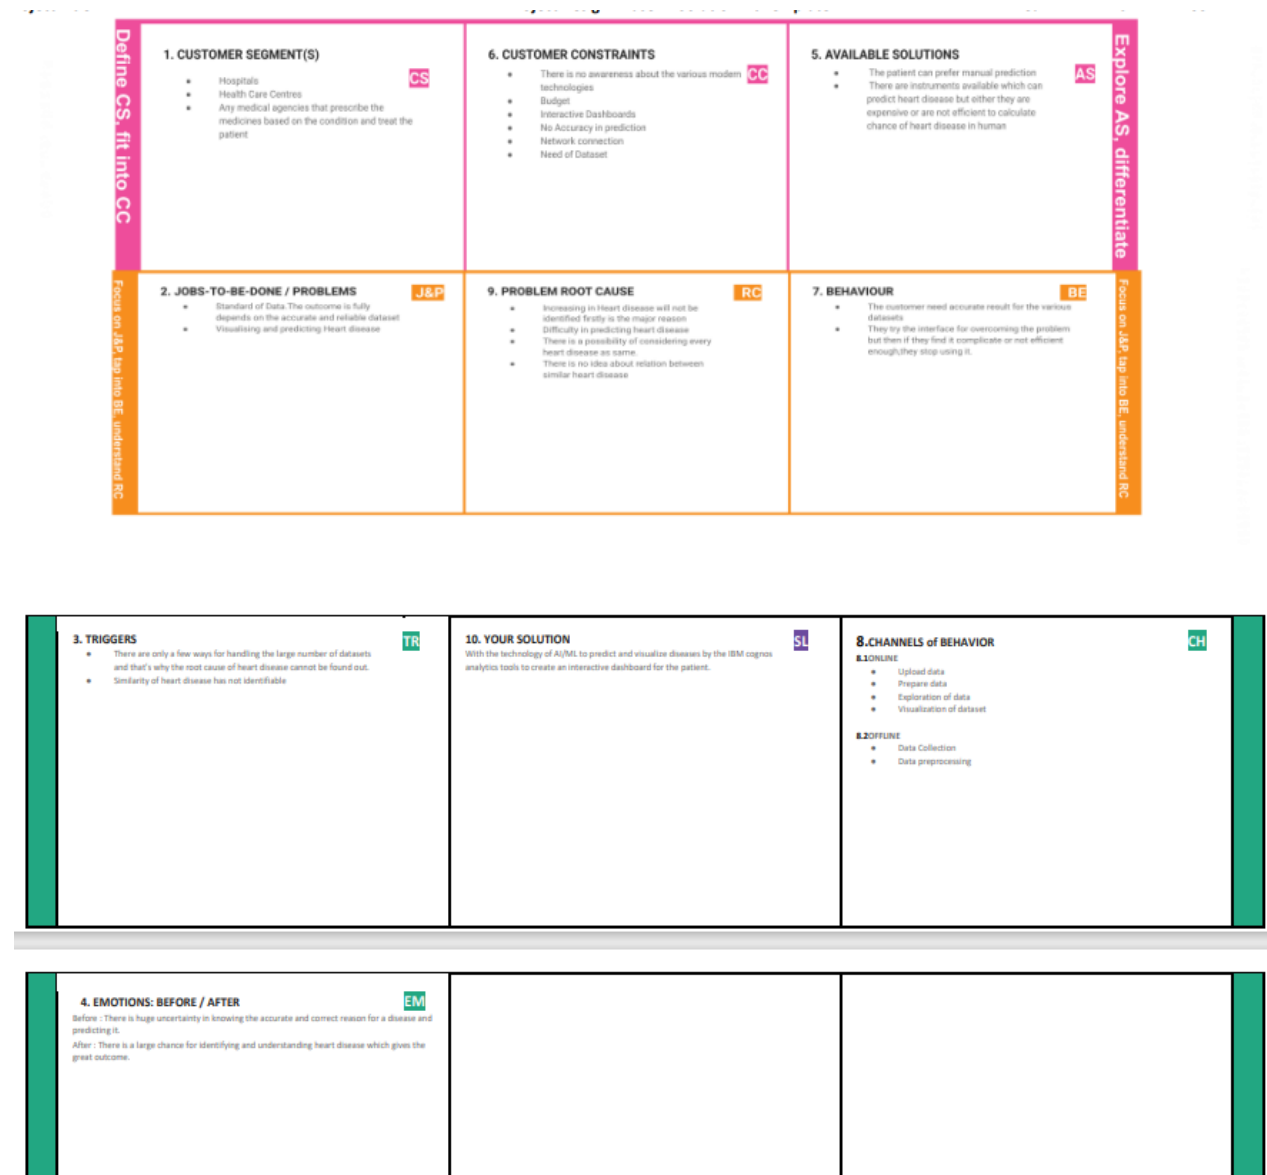 Define CS, fit into CC
1. CUSTOMER SEGMENT(S)
CS
Hospitals
Health Care Centres
Any medical agencies that prescribe the
medicines based on the condition and treat the
patient
6. CUSTOMER CONSTRAINTS
CC
There is no awareness about the various modern
technologies
Budget
Interactive Dashboards
No Accuracy in prediction
Network connection
Need of Dataset
5. AVAILABLE SOLUTIONS
AS
The patient can prefer manual prediction
There are instruments available which can
predict heart disease but either they are
expensive or are not efficient to calculate
chance of heart disease in human
Explore AS, differentiate
Focus on J&P, tap into BE, understand RC
2. JOBS-TO-BE-DONE / PROBLEMS
J&P
Standard of Data.The outcome is fully
depends on the accurate and reliable dataset
Visualising and predicting Heart disease
9. PROBLEM ROOT CAUSE
RC
Increasing in Heart disease will not be
identified firstly is the major reason
Difficulty in predicting heart disease
There is a possibility of considering every
heart disease as same.
There is no idea about relation between
similar heart disease
7. BEHAVIOUR
BE
The customer need accurate result for the various
datasets
They try the interface for overcoming the problem
but then if they find it complicate or not efficient
enough,they stop using it.
Focus on J&P, tap into BE, understand RC
3. TRIGGERS
TR
There are only a few ways for handling the large number of datasets
and that's why the root cause of heart disease cannot be found out.
Similarity of heart disease has not identifiable
10. YOUR SOLUTION
SL
With the technology of AI/ML to predict and visualize diseases by the IBM cognos
analytics tools to create an interactive dashboard for the patient.
8.CHANNELS of BEHAVIOR
CH
8.1ONLINE
Upload data
Prepare data
Exploration of data
Visualization of dataset
8.2OFFLINE
Data Collection
Data preprocessing
4. EMOTIONS: BEFORE / AFTER
EM
Before : There is huge uncertainty in knowing the accurate and correct reason for a disease and
predicting it.
After : There is a large chance for identifying and understanding heart disease which gives the
great outcome.